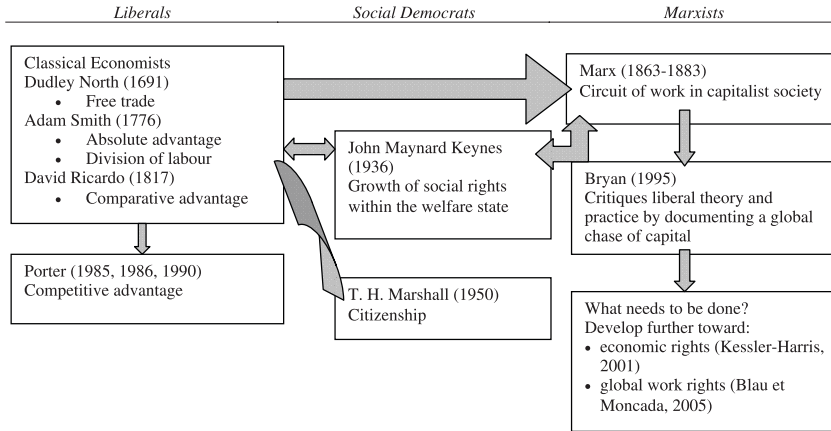 Liberals
Social Democrats
Marxists
Classical Economists
Dudley North (1691)
• Free trade
Adam Smith (1776)
• Absolute advantage
• Division of labour
David Ricardo (1817)
• Comparative advantage
Porter (1985, 1986, 1990)
Competitive advantage
John Maynard Keynes
(1936)
Growth of social rights
within the welfare state
T. H. Marshall (1950)
Citizenship
Marx (1863-1883)
Circuit of work in capitalist society
Bryan (1995)
Critiques liberal theory and
practice by documenting a global
chase of capital
What needs to be done?
Develop further toward:
• economic rights (Kessler-Harris,
2001)
• global work rights (Blau et
Moncada, 2005)